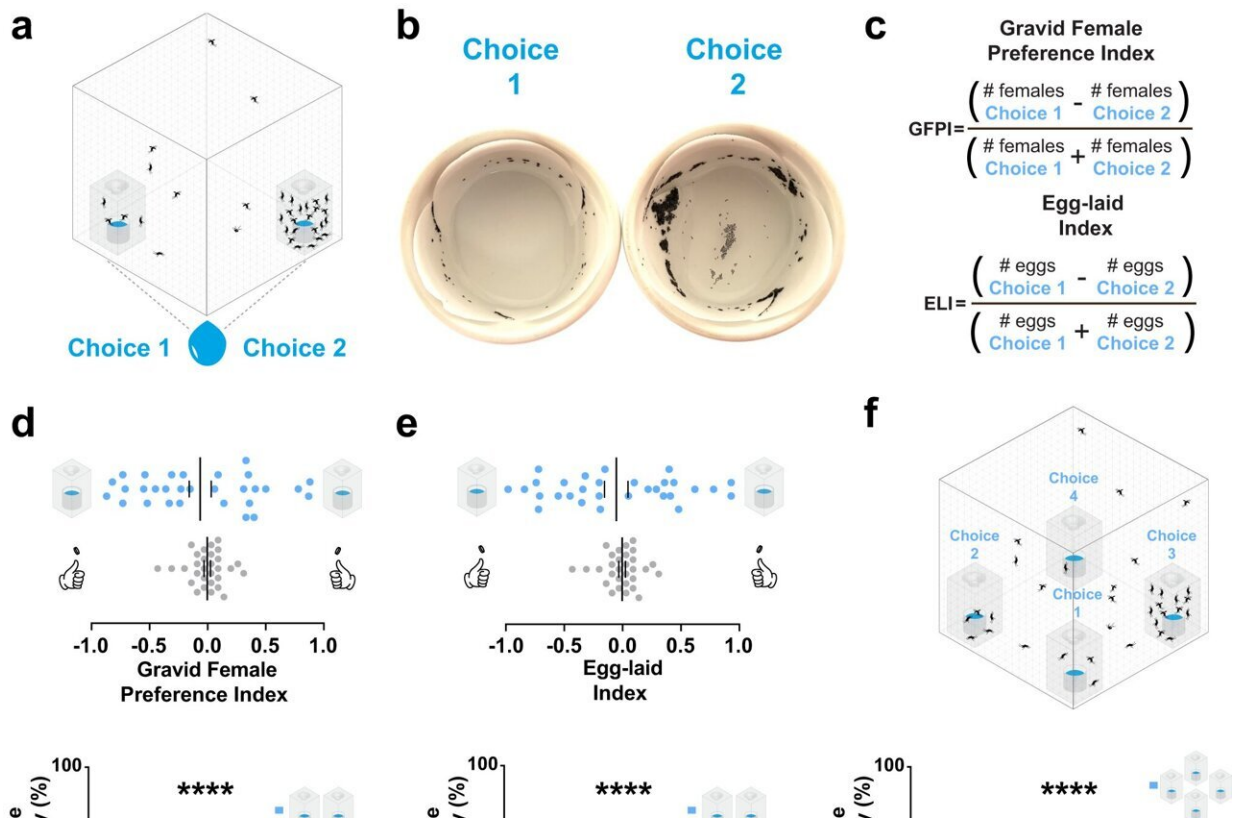 a
Choice 1
Choice 2
b
Choice
1
Choice
2
c
Gravid Female
Preference Index
GFPI=
( # females - # females )
Choice 1 Choice 2
( # females + # females )
Choice 1 Choice 2
Egg-laid
Index
ELI=
( # eggs - # eggs )
Choice 1 Choice 2
( # eggs + # eggs )
Choice 1 Choice 2
d
-1.0 -0.5 0.0 0.5 1.0
Gravid Female
Preference Index
e
-1.0 -0.5 0.0 0.5 1.0
Egg-laid
Index
f
Choice
4
Choice
2
Choice
3
Choice
1
100
(%)
****
100
(%)
****
100
(%)
****